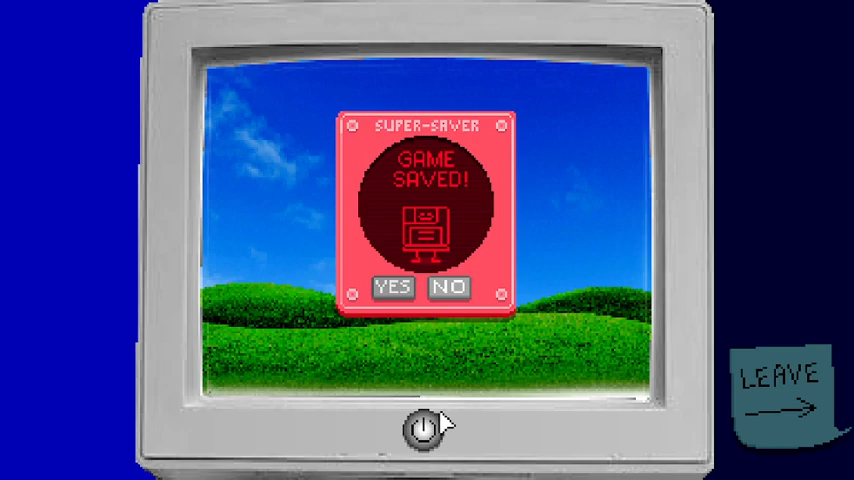 SUPER-SAVER
GAME
SAVED!
YES NO
LEAVE